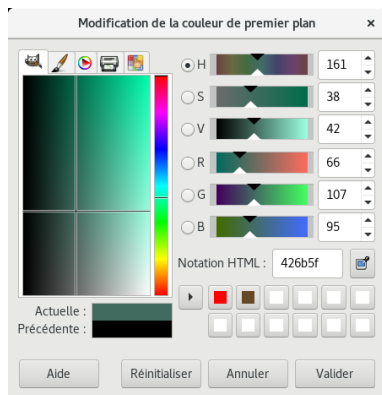 Modification de la couleur de premier plan ×
H 161
S 38
V 42
R 66
G 107
B 95
Notation HTML : 426b5f
Actuelle :
Précédente :
Aide Réinitialiser Annuler Valider